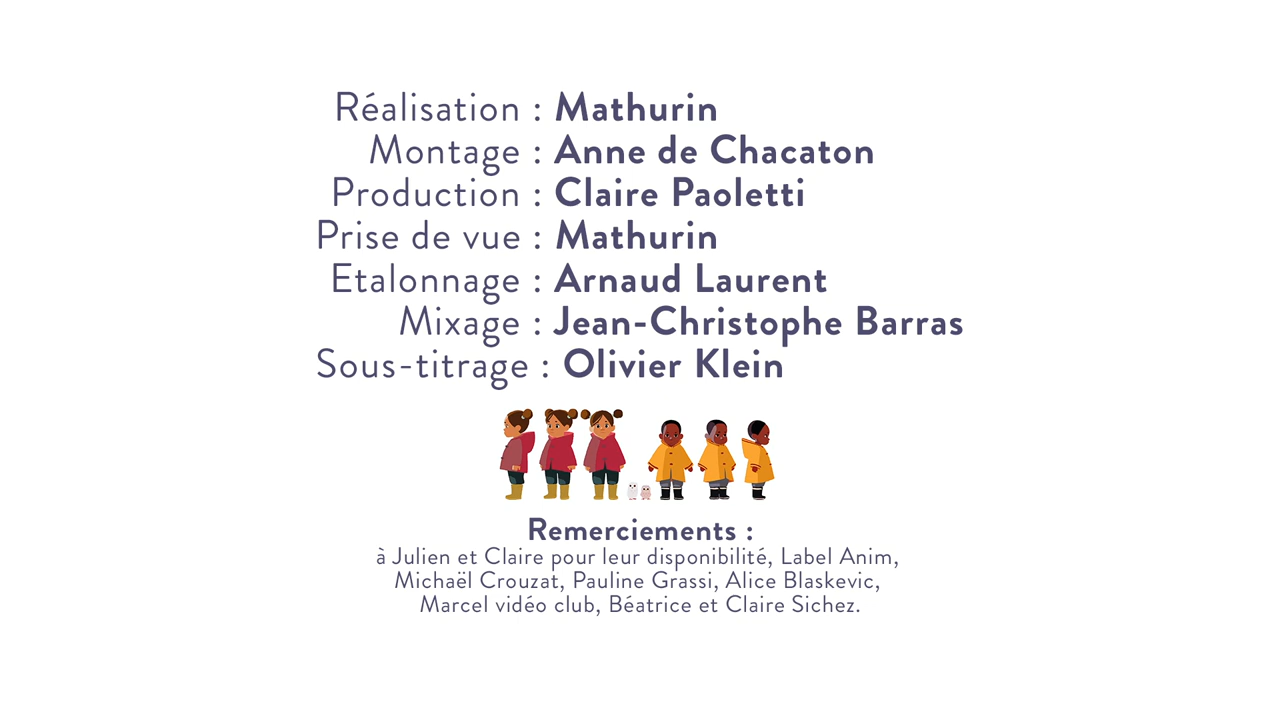 Réalisation : Mathurin
Montage : Anne de Chacaton
Production : Claire Paoletti
Prise de vue : Mathurin
Etalonnage : Arnaud Laurent
Mixage : Jean-Christophe Barras
Sous-titrage : Olivier Klein
Remerciements :
à Julien et Claire pour leur disponibilité, Label Anim,
Michaël Crouzat, Pauline Grassi, Alice Blaskevic,
Marcel vidéo club, Béatrice et Claire Sichez.